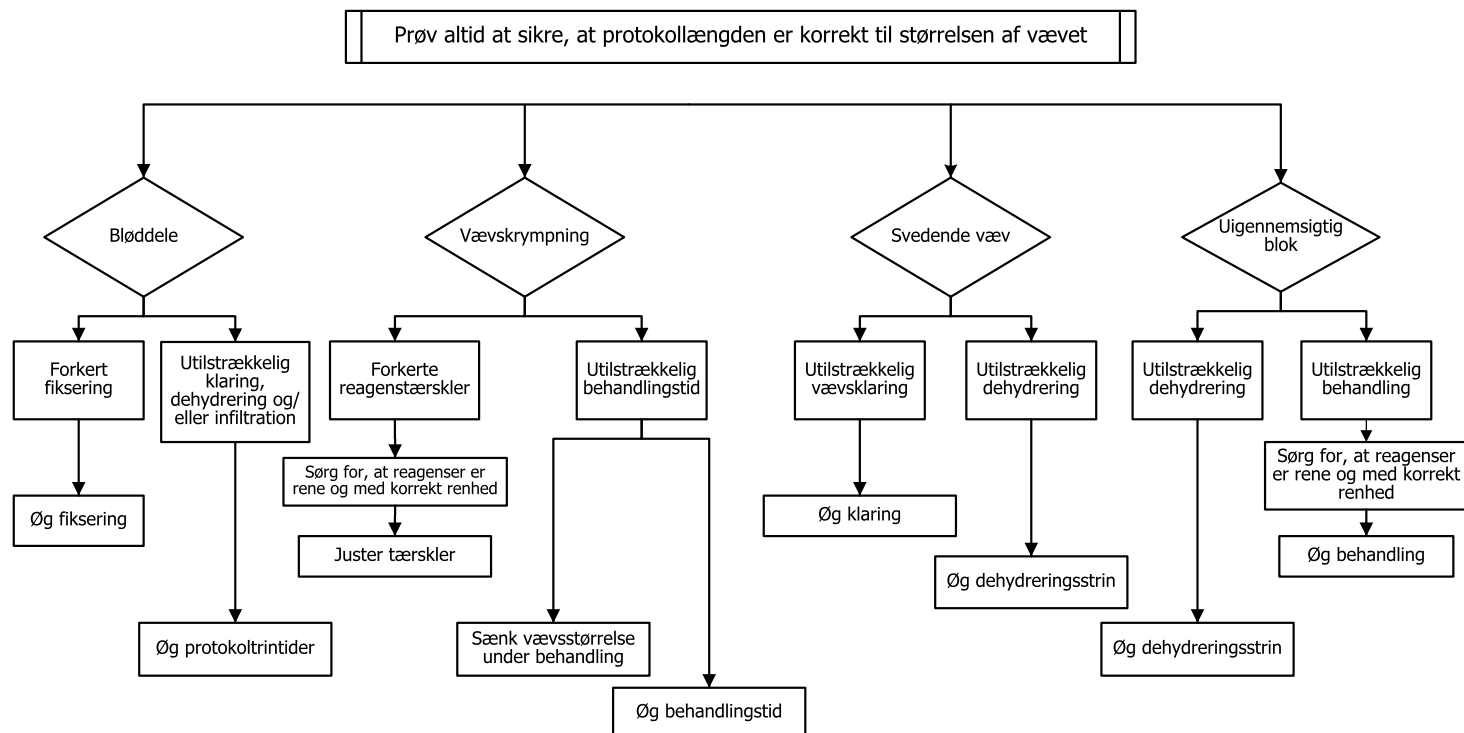 Prøv altid at sikre, at protokollængden er korrekt til størrelsen af vævet
Bløddele
Vævskrympning
Svedende væv
Uigennemsigtig
blok
Forkert
fiksering
Utilstrækkelig
klaring,
dehydrering og/
eller infiltration
Forkerte
reagenstærskler
Utilstrækkelig
behandlingstid
Utilstrækkelig
vævsklaring
Utilstrækkelig
dehydrering
Utilstrækkelig
dehydrering
Utilstrækkelig
behandling
Sørg for, at reagenser er
rene og med korrekt renhed
Sørg for, at reagenser
er rene og med korrekt
renhed
Øg fiksering
Øg klaring
Juster tærskler
Øg behandling
Øg dehydreringsstrin
Øg protokoltrintider
Sænk vævsstørrelse
under behandling
Øg dehydreringsstrin
Øg behandlingstid